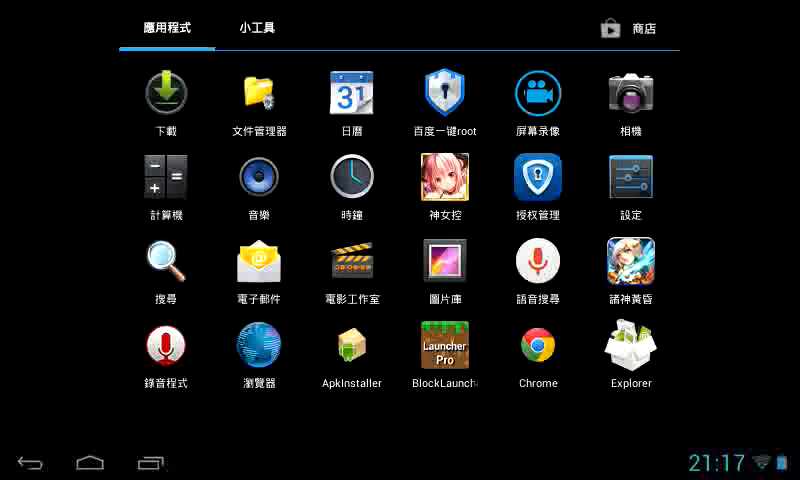 應用程式 小工具 商店
31
下載 文件管理器 日曆 百度一键root 屏幕录像 相機
計算機 音樂 時鐘 神女控 授权管理 設定
@
搜尋 電子郵件 電影工作室 圖片庫 語音搜尋 諸神黃昏
Launcher
Pro
錄音程式 瀏覽器 ApkInstaller BlockLaunch Chrome Explorer
21:17